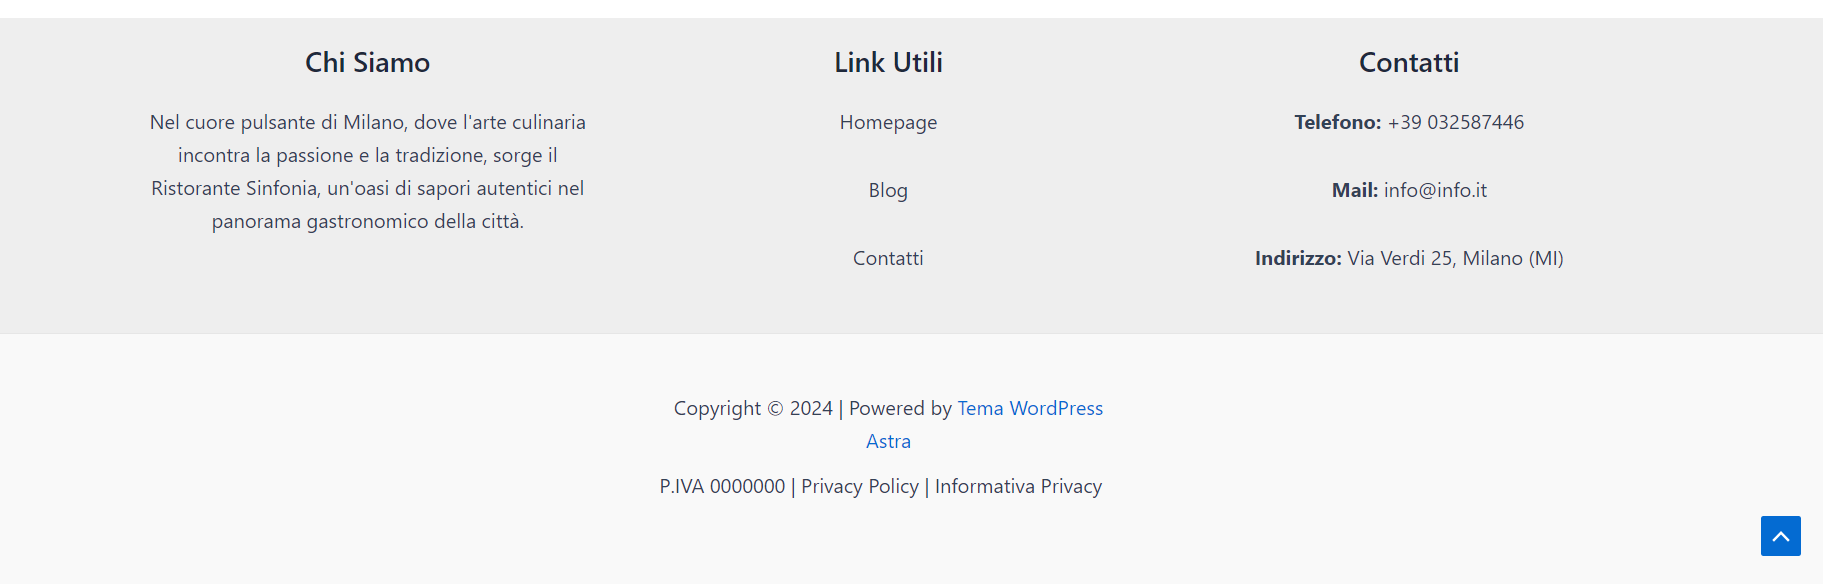 Chi Siamo
Nel cuore pulsante di Milano, dove l'arte culinaria
incontra la passione e la tradizione, sorge il
Ristorante Sinfonia, un'oasi di sapori autentici nel
panorama gastronomico della città.
Link Utili
Homepage
Blog
Contatti
Contatti
Telefono: +39 032587446
Mail: info@info.it
Indirizzo: Via Verdi 25, Milano (MI)
Copyright © 2024 | Powered by Tema WordPress
Astra
P.IVA 0000000 | Privacy Policy | Informativa Privacy